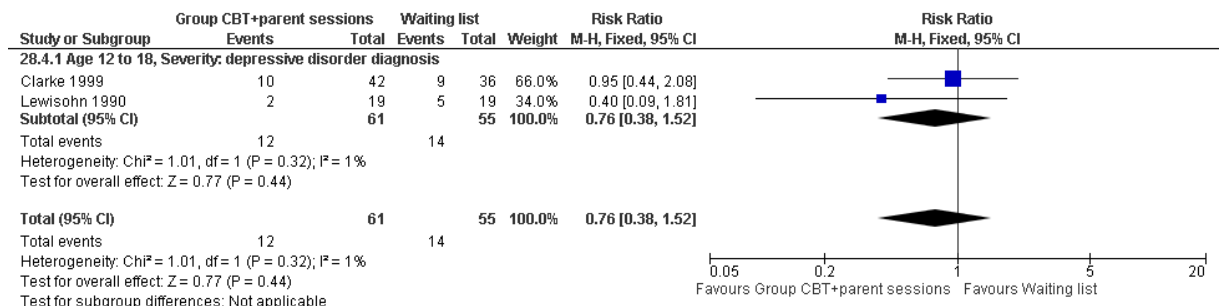 Group CBT+parent sessions Waiting list Risk Ratio Risk Ratio
Study or Subgroup Events Total Events Total Weight M-H, Fixed, 95% CI M-H, Fixed, 95% CI
28.4.1 Age 12 to 18, Severity: depressive disorder diagnosis
Clarke 1999 10 42 9 36 66.0% 0.95 [0.44, 2.08]
Lewisohn 1990 2 19 5 19 34.0% 0.40 [0.09, 1.81]
Subtotal (95% CI) 61 55 100.0% 0.76 [0.38, 1.52]
Total events 12 14
Heterogeneity: Chi² = 1.01, df = 1 (P = 0.32); I² = 1%
Test for overall effect: Z = 0.77 (P = 0.44)
Total (95% CI) 61 55 100.0% 0.76 [0.38, 1.52]
Total events 12 14
Heterogeneity: Chi² = 1.01, df = 1 (P = 0.32); I² = 1%
Test for overall effect: Z = 0.77 (P = 0.44)
Test for subgroup differences: Not applicable
0.05 0.2 1 5 20
Favours Group CBT+parent sessions Favours Waiting list